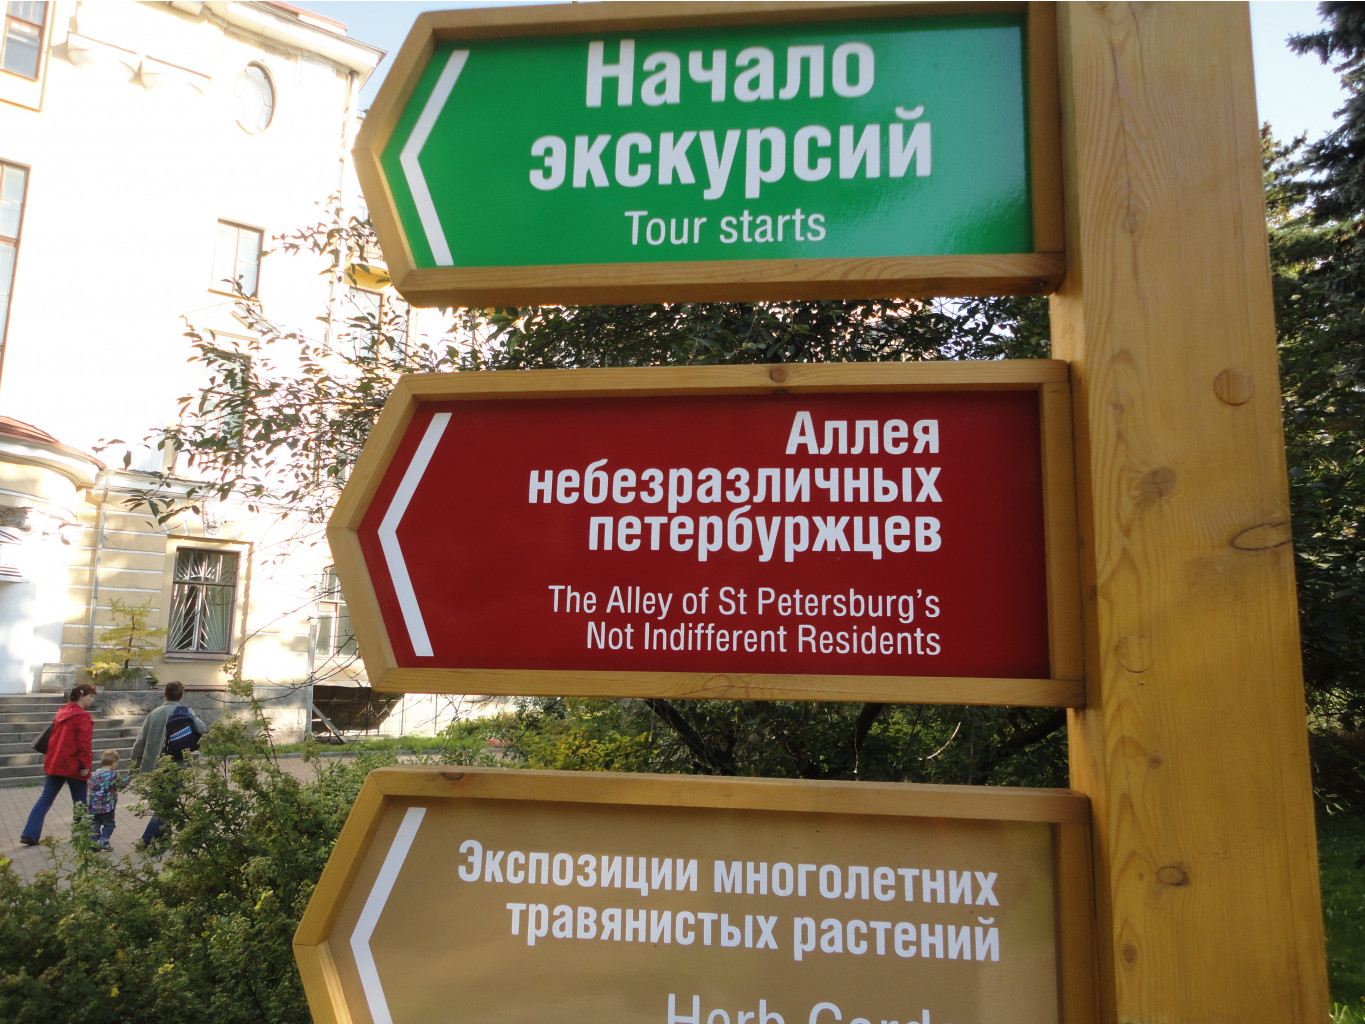 Начало
экскурсий
Tour starts
Аллея
небезразличных
петербуржцев
The Alley of St Petersburg's
Not Indifferent Residents
Экспозиции многолетних
травянистых растений
Herb